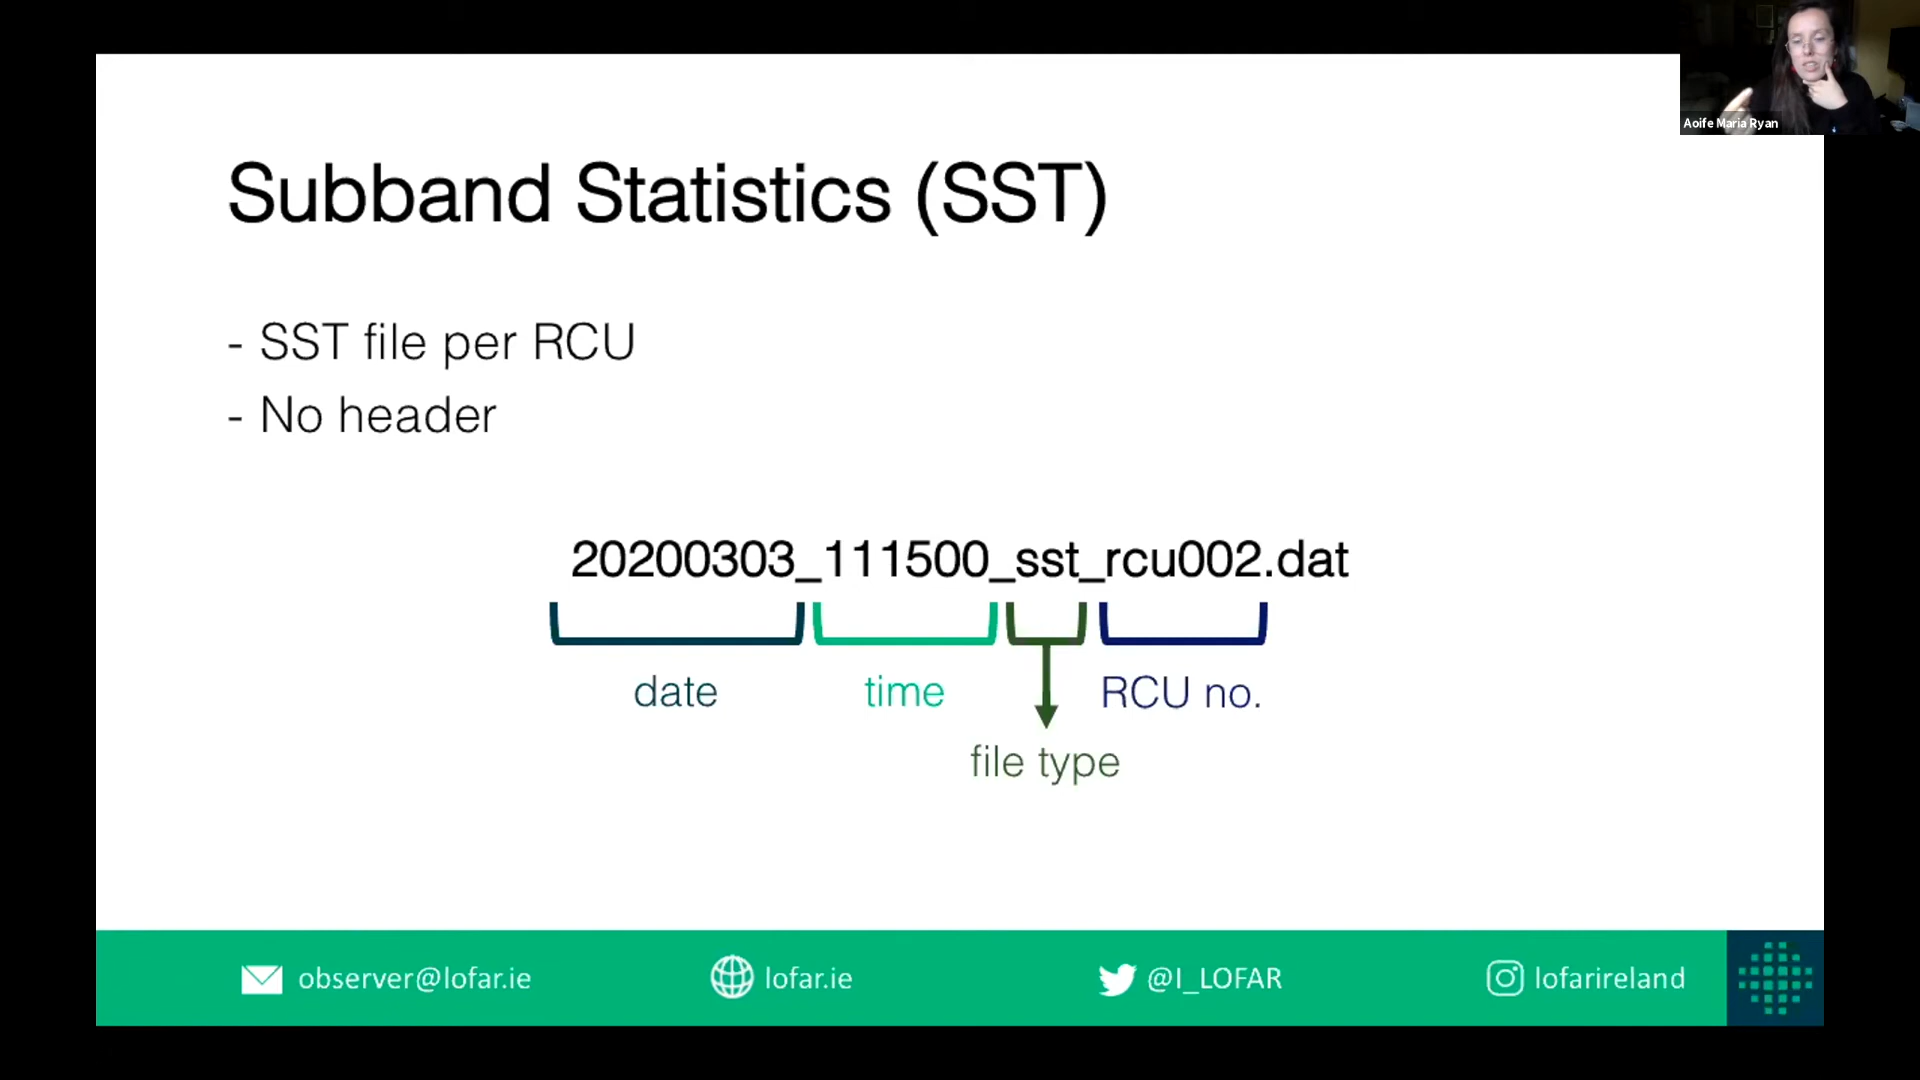 Aoife Maria Ryan
Subband Statistics (SST)
- SST file per RCU
- No header
20200303_111500_sst_rcu002.dat
date time RCU no.
file type
observer@lofar.ie lofar.ie @I_LOFAR lofarireland